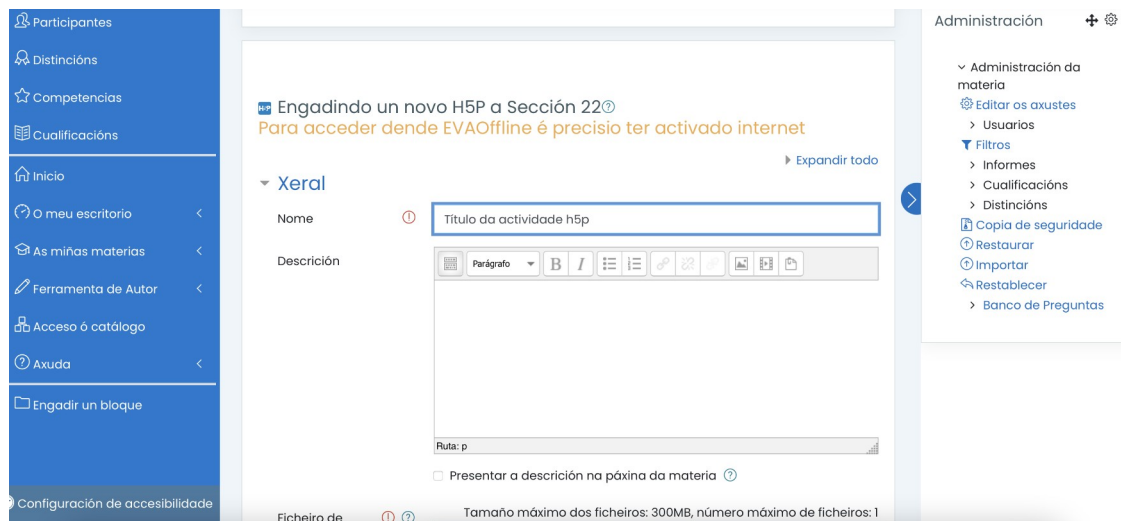 Participantes
Distincións
Competencias
Cualificacións
Inicio
O meu escritorio
As miñas materias
Ferramenta de Autor
Acceso ó catálogo
Axuda
Engadir un bloque
Configuración de accesibilidade
H-P Engadindo un novo H5P a Sección 22
Para acceder dende EVAOffline é precisio ter activado internet
Expandir todo
Xeral
Nome
Título da actividade h5p
Descrición
Parágrafo B I
Ruta: p
Presentar a descrición na páxina da materia
Ficheiro de
Tamaño máximo dos ficheiros: 300MB, número máximo de ficheiros: 1
Administración
Administración da
materia
Editar os axustes
Usuarios
Filtros
Informes
Cualificacións
Distincións
Copia de seguridade
Restaurar
Importar
Restablecer
Banco de Preguntas